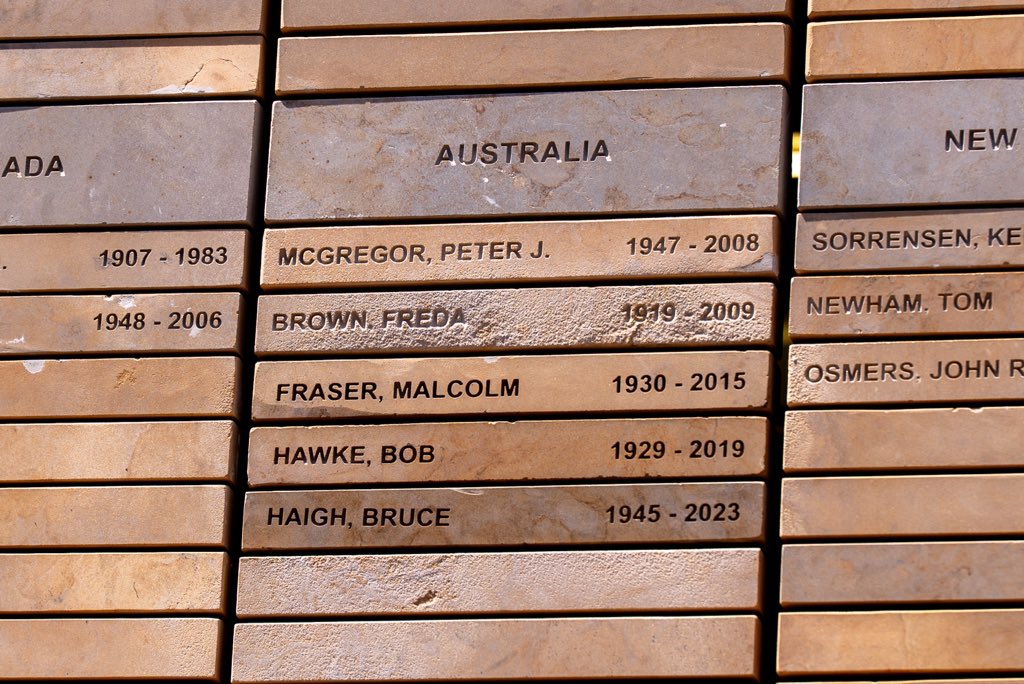 ADA
. 1907 - 1983
1948 - 2006
AUSTRALIA
MCGREGOR, PETER J. 1947 - 2008
BROWN, FREDA 1919 - 2009
FRASER, MALCOLM 1930 - 2015
HAWKE, BOB 1929 - 2019
HAIGH, BRUCE 1945 - 2023
NEW
SORRENSEN, KE
NEWHAM, TOM
OSMERS, JOHN R